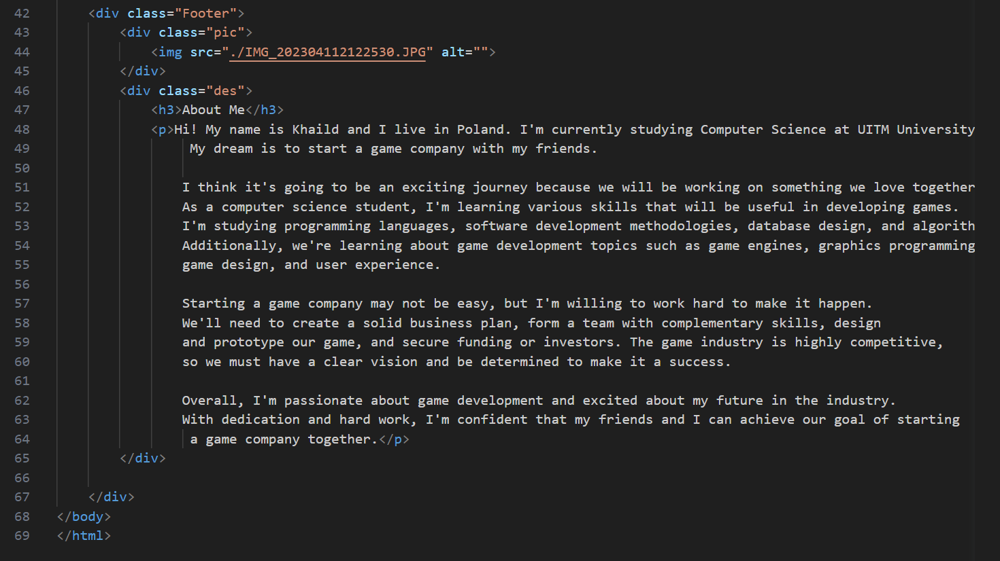 42 <div class="Footer">
43 <div class="pic">
44 <img src="./IMG_202304112122530.JPG" alt="">
45 </div>
46 <div class="des">
47 <h3>About Me</h3>
48 <p>Hi! My name is Khaild and I live in Poland. I'm currently studying Computer Science at UITM University
49 My dream is to start a game company with my friends.
50
51 I think it's going to be an exciting journey because we will be working on something we love together
52 As a computer science student, I'm learning various skills that will be useful in developing games.
53 I'm studying programming languages, software development methodologies, database design, and algorith
54 Additionally, we're learning about game development topics such as game engines, graphics programming
55 game design, and user experience.
56
57 Starting a game company may not be easy, but I'm willing to work hard to make it happen.
58 We'll need to create a solid business plan, form a team with complementary skills, design
59 and prototype our game, and secure funding or investors. The game industry is highly competitive,
60 so we must have a clear vision and be determined to make it a success.
61
62 Overall, I'm passionate about game development and excited about my future in the industry.
63 With dedication and hard work, I'm confident that my friends and I can achieve our goal of starting
64 a game company together.</p>
65 </div>
66
67 </div>
68 </body>
69 </html>